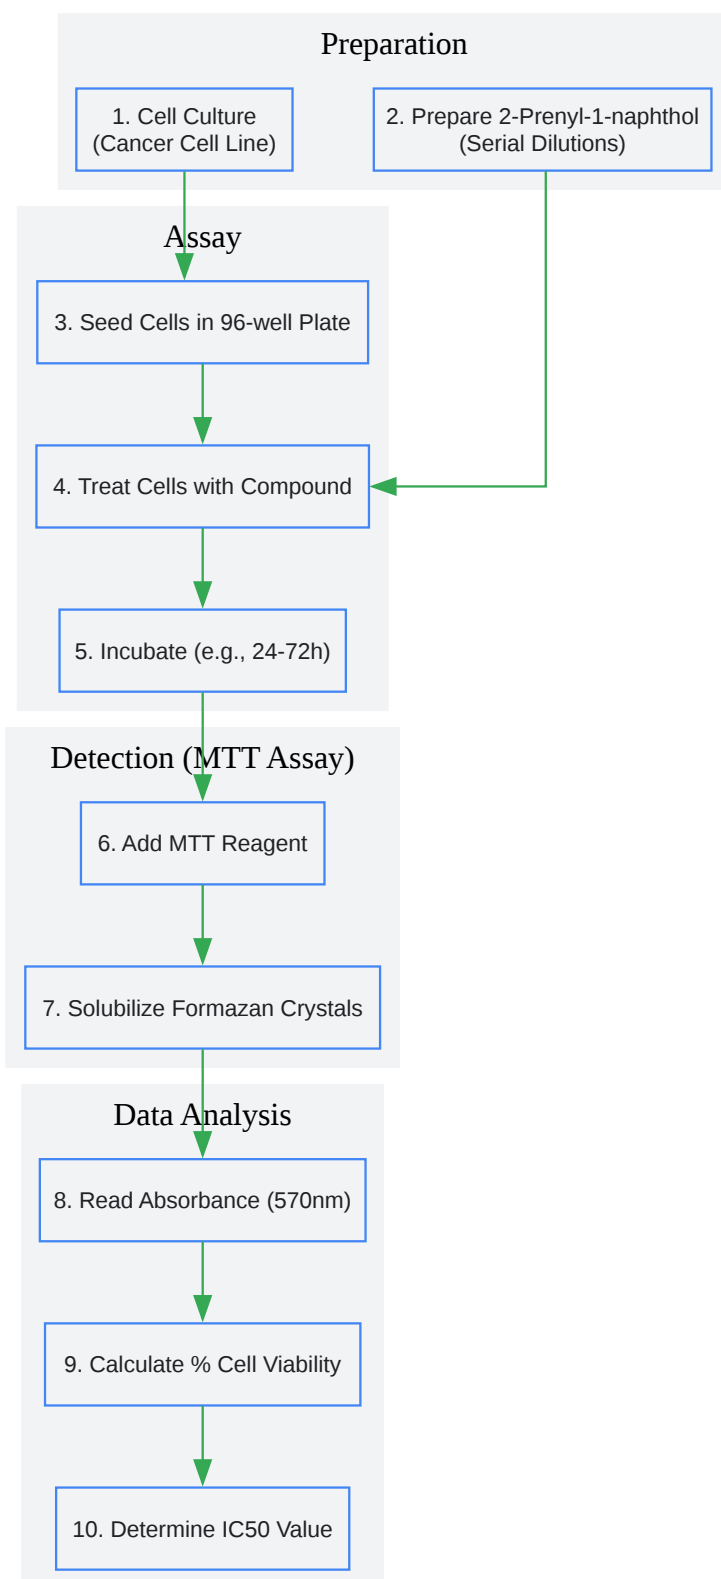 Preparation
1. Cell Culture
(Cancer Cell Line)
2. Prepare 2-Prenyl-1-naphthol
(Serial Dilutions)
Assay
3. Seed Cells in 96-well Plate
4. Treat Cells with Compound
5. Incubate (e.g., 24-72h)
Detection (MTT Assay)
6. Add MTT Reagent
7. Solubilize Formazan Crystals
Data Analysis
8. Read Absorbance (570nm)
9. Calculate % Cell Viability
10. Determine IC50 Value